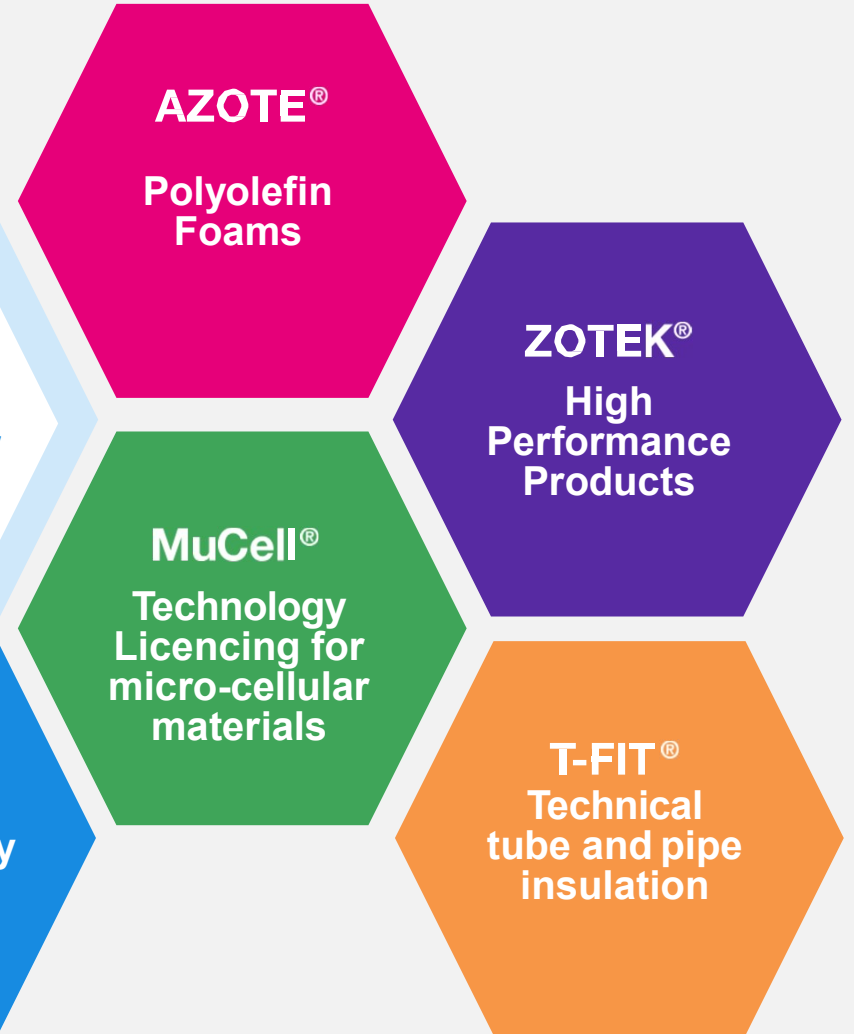 AZOTE®
Polyolefin
Foams
ZOTEK®
High
Performance
Products
MuCell®
Technology
Licencing for
micro-cellular
materials
T-FIT®
Technical
tube and pipe
insulation
y